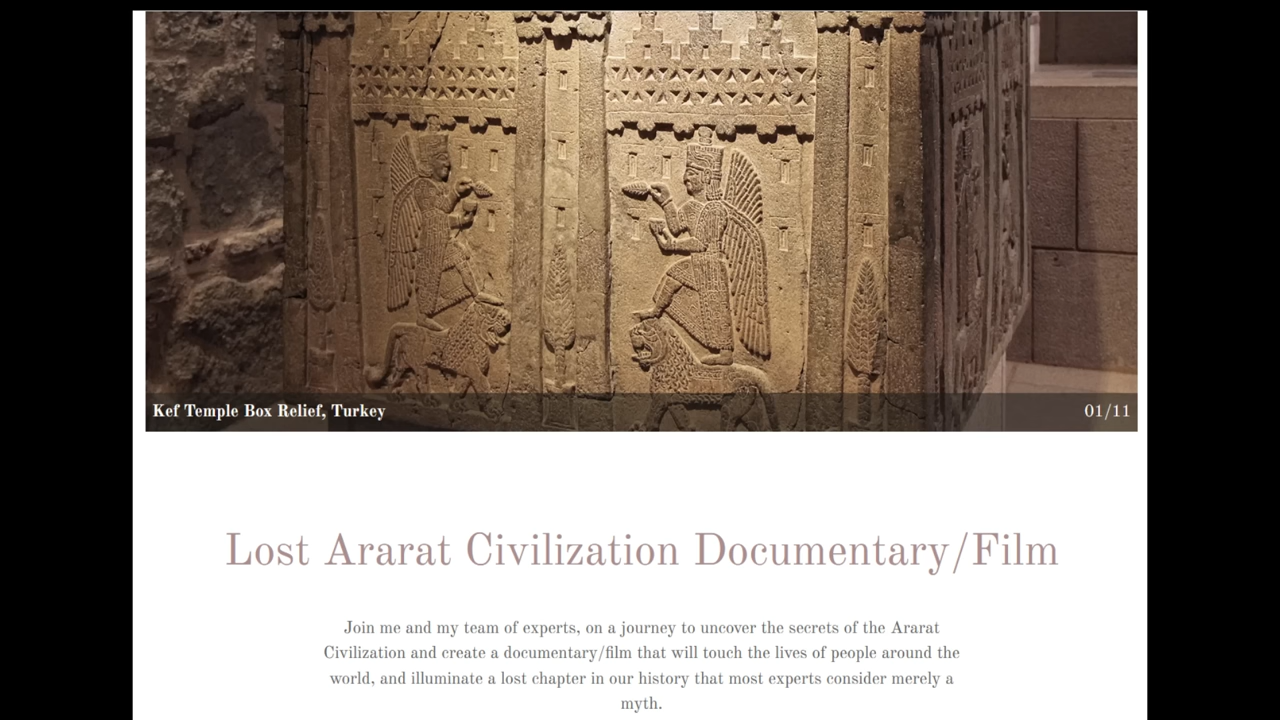 Kef Temple Box Relief, Turkey
01/11
Lost Ararat Civilization Documentary/Film
Join me and my team of experts, on a journey to uncover the secrets of the Ararat
Civilization and create a documentary/film that will touch the lives of people around the
world, and illuminate a lost chapter in our history that most experts consider merely a
myth.